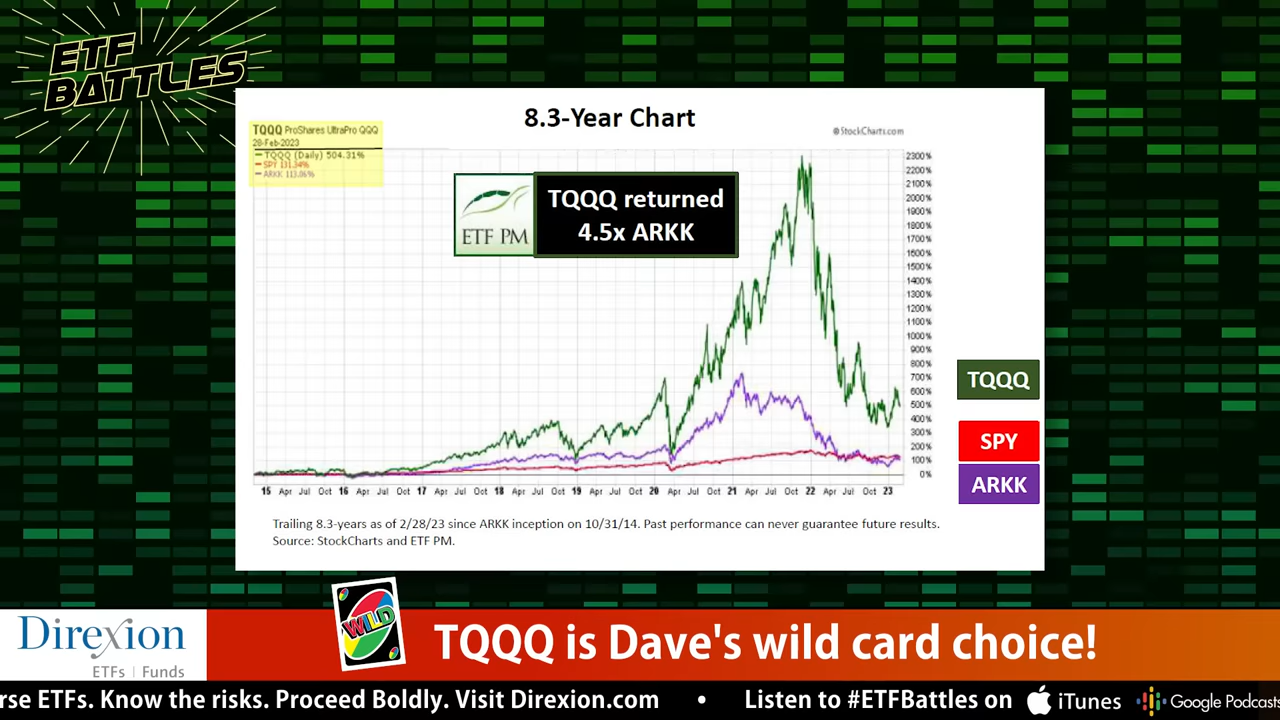 ETF
BATTLES
8.3-Year Chart
©StockCharts.com
TQQQ ProShares UltraPro QQQ
28-Feb-2023
TQQQ (Daily) 504.31%
SPY 131.34%
ARKK 113.06%
ETF PM
TQQQ returned
4.5x ARKK
2300%
2200%
2100%
2000%
1900%
1800%
1700%
1600%
1500%
1400%
1300%
1200%
1100%
1000%
900%
800%
700%
600%
500%
400%
300%
200%
100%
0%
15 Apr Jul Oct 16 Apr Jul Oct 17 Apr Jul Oct 18 Apr Jul Oct 19 Apr Jul Oct 20 Apr Jul Oct 21 Apr Jul Oct 22 Apr Jul Oct 23
TQQQ
SPY
ARKK
Trailing 8.3-years as of 2/28/23 since ARKK inception on 10/31/14. Past performance can never guarantee future results.
Source: StockCharts and ETF PM.
WILD
Direxion
ETFs | Funds
TQQQ is Dave's wild card choice!
rse ETFs. Know the risks. Proceed Boldly. Visit Direxion.com • Listen to #ETFBattles on iTunes Google Podcasts